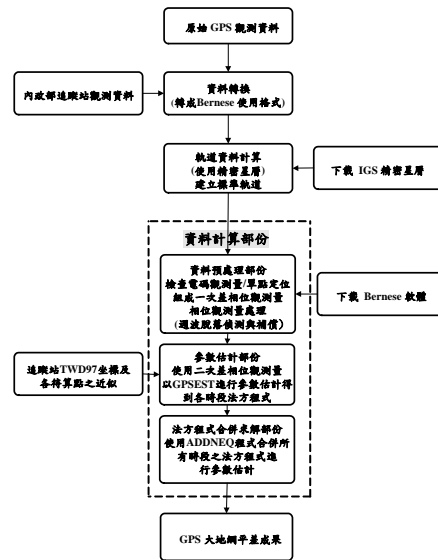 原始 GPS 觀測資料
內政部追蹤站觀測資料
資料轉換
(轉成Bernese 使用格式)
軌道資料計算
(使用精密星曆)
建立標準軌道
下載 IGS 精密星曆
資料計算部份
資料預處理部份
檢查電碼觀測量/單點定位
組成一次差相位觀測量
相位觀測量處理
(週波脫落偵測與補償)
下載 Bernese 軟體
追蹤站TWD97坐標及
各待算點之近似
參數估計部份
使用二次差相位觀測量
以GPSEST進行參數估計得
到各時段法方程式
法方程式合併求解部份
使用ADDNEQ程式合併所
有時段之法方程式進
行參數估計
GPS 大地網平差成果